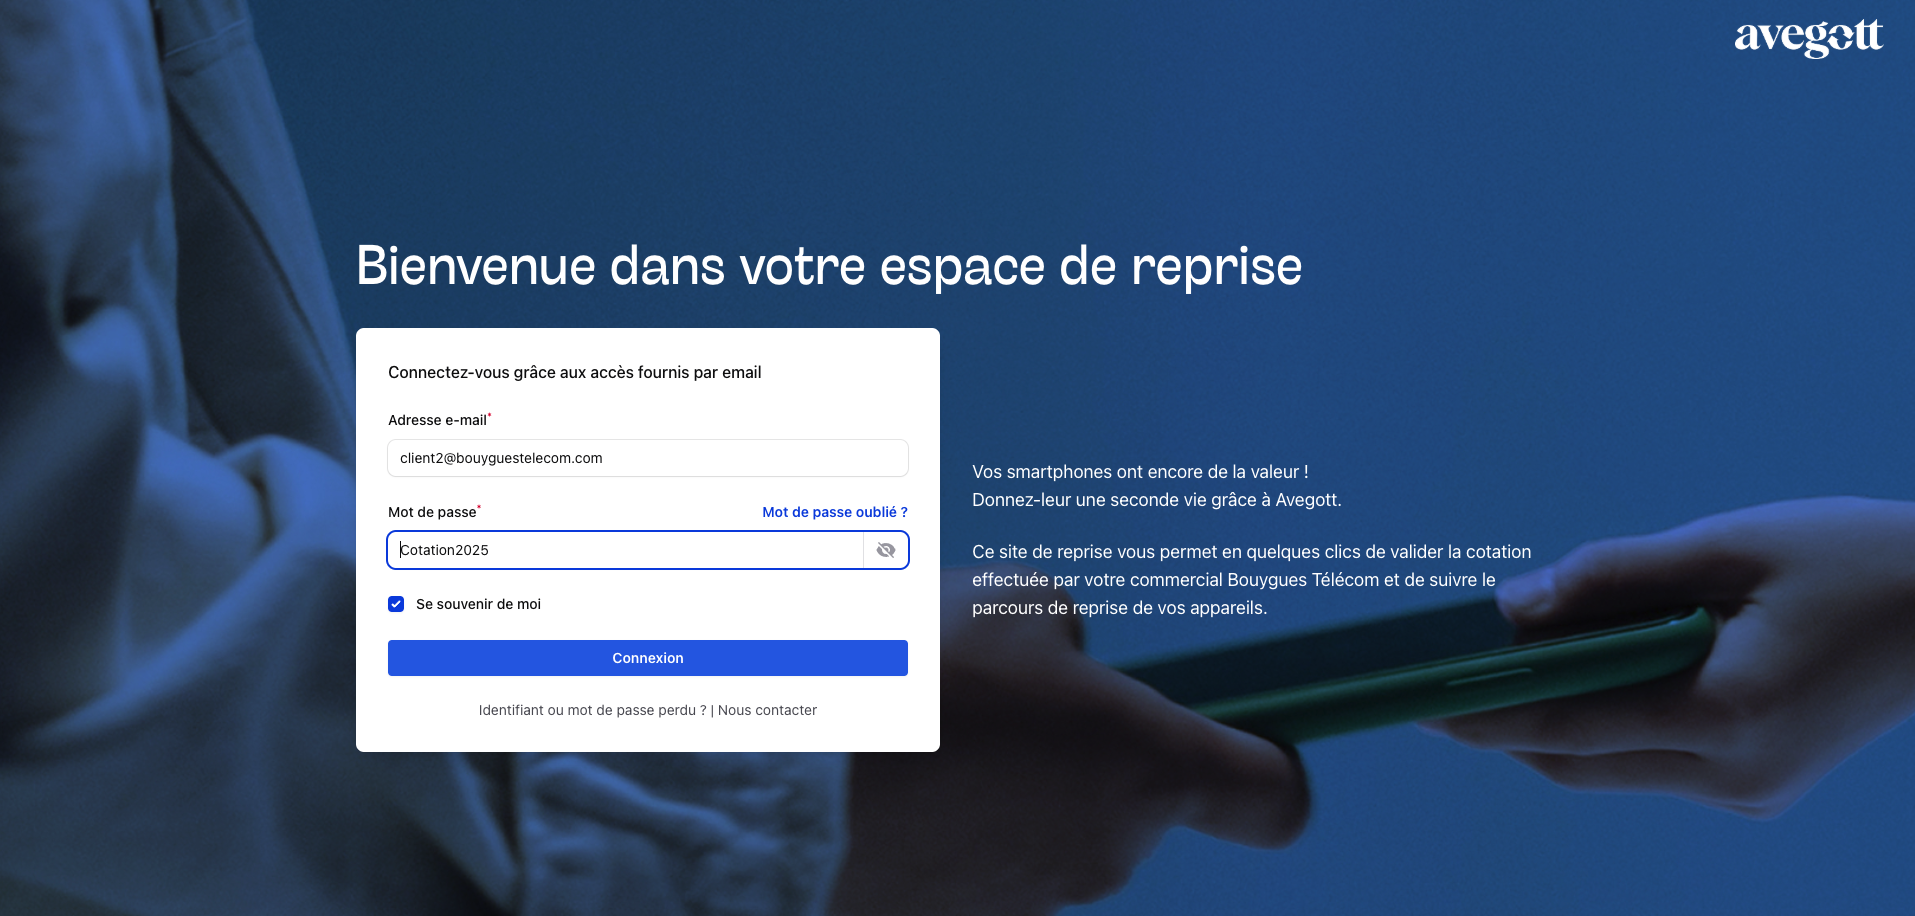 avegott
Bienvenue dans votre espace de reprise
Connectez-vous grâce aux accès fournis par email
Adresse e-mail*
client2@bouyguestelecom.com
Mot de passe*
Mot de passe oublié ?
Cotation2025
Se souvenir de moi
Connexion
Identifiant ou mot de passe perdu ? | Nous contacter
Vos smartphones ont encore de la valeur !
Donnez-leur une seconde vie grâce à Avegott.
Ce site de reprise vous permet en quelques clics de valider la cotation
effectuée par votre commercial Bouygues Télécom et de suivre le
parcours de reprise de vos appareils.